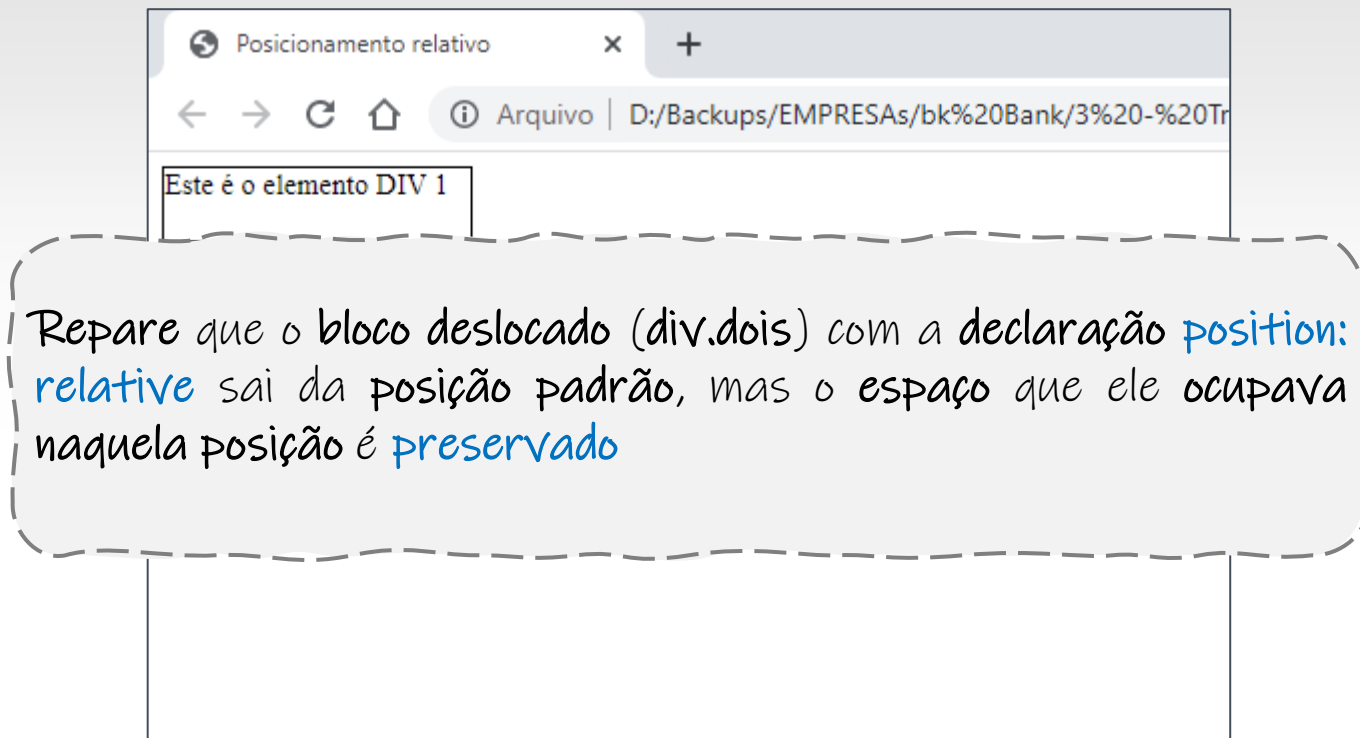 Posicionamento relativo
Arquivo | D:/Backups/EMPRESAs/bk%20Bank/3%20-%20Tr
Este é o elemento DIV 1
Repare que o bloco deslocado (div.dois) com a declaração position:
relative sai da posição padrão, mas o espaço que ele ocupava
naquela posição é preservado